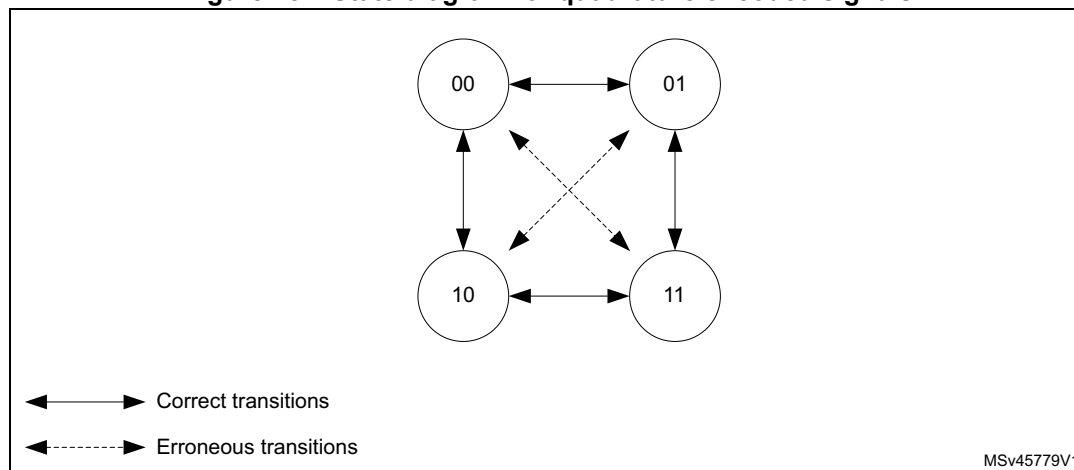 00 01
10 11
Correct transitions
Erroneous transitions
MSv45779V1